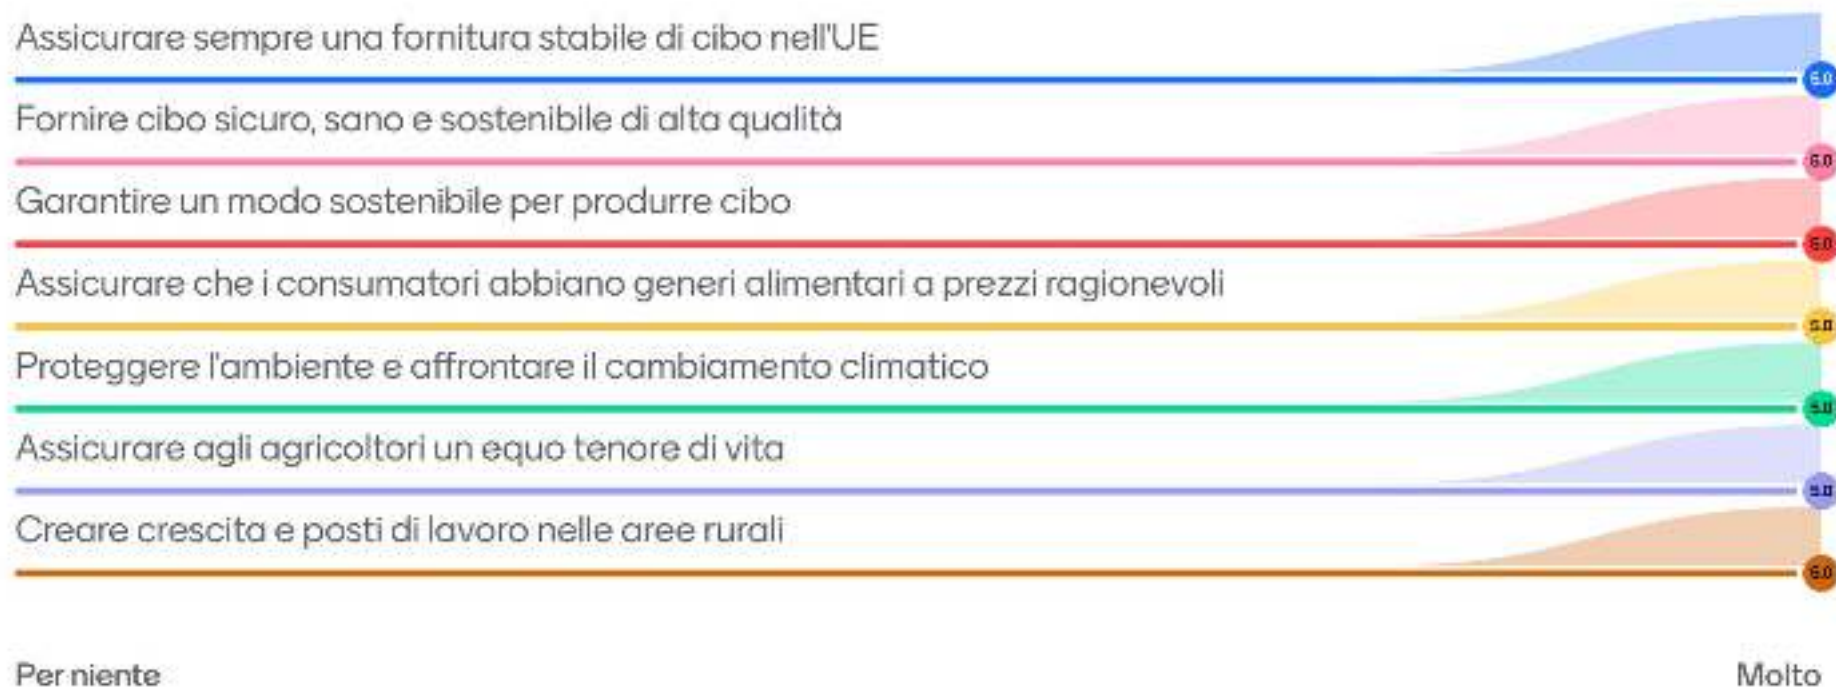 Assicurare sempre una fornitura stabile di cibo nell'UE
Fornire cibo sicuro, sano e sostenibile di alta qualità
Garantire un modo sostenibile per produrre cibo
Assicurare che i consumatori abbiano generi alimentari a prezzi ragionevoli
Proteggere l'ambiente e affrontare il cambiamento climatico
Assicurare agli agricoltori un equo tenore di vita
Creare crescita e posti di lavoro nelle aree rurali
Per niente
Molto